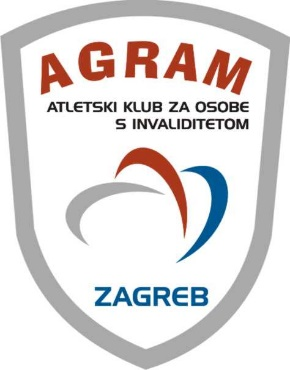 AGRAM
ATLETSKI KLUB ZA OSOBE
S INVALIDITETOM
ZAGREB